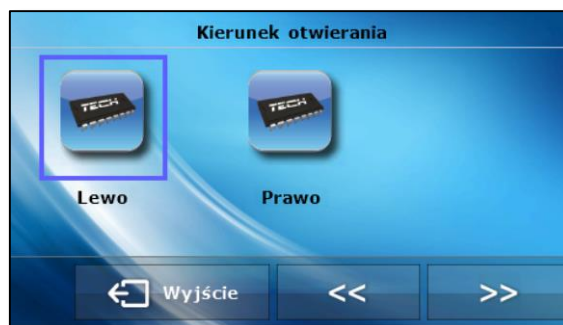 Kierunek otwierania
TECH TECH
Lewo Prawo
Wyjście << >>